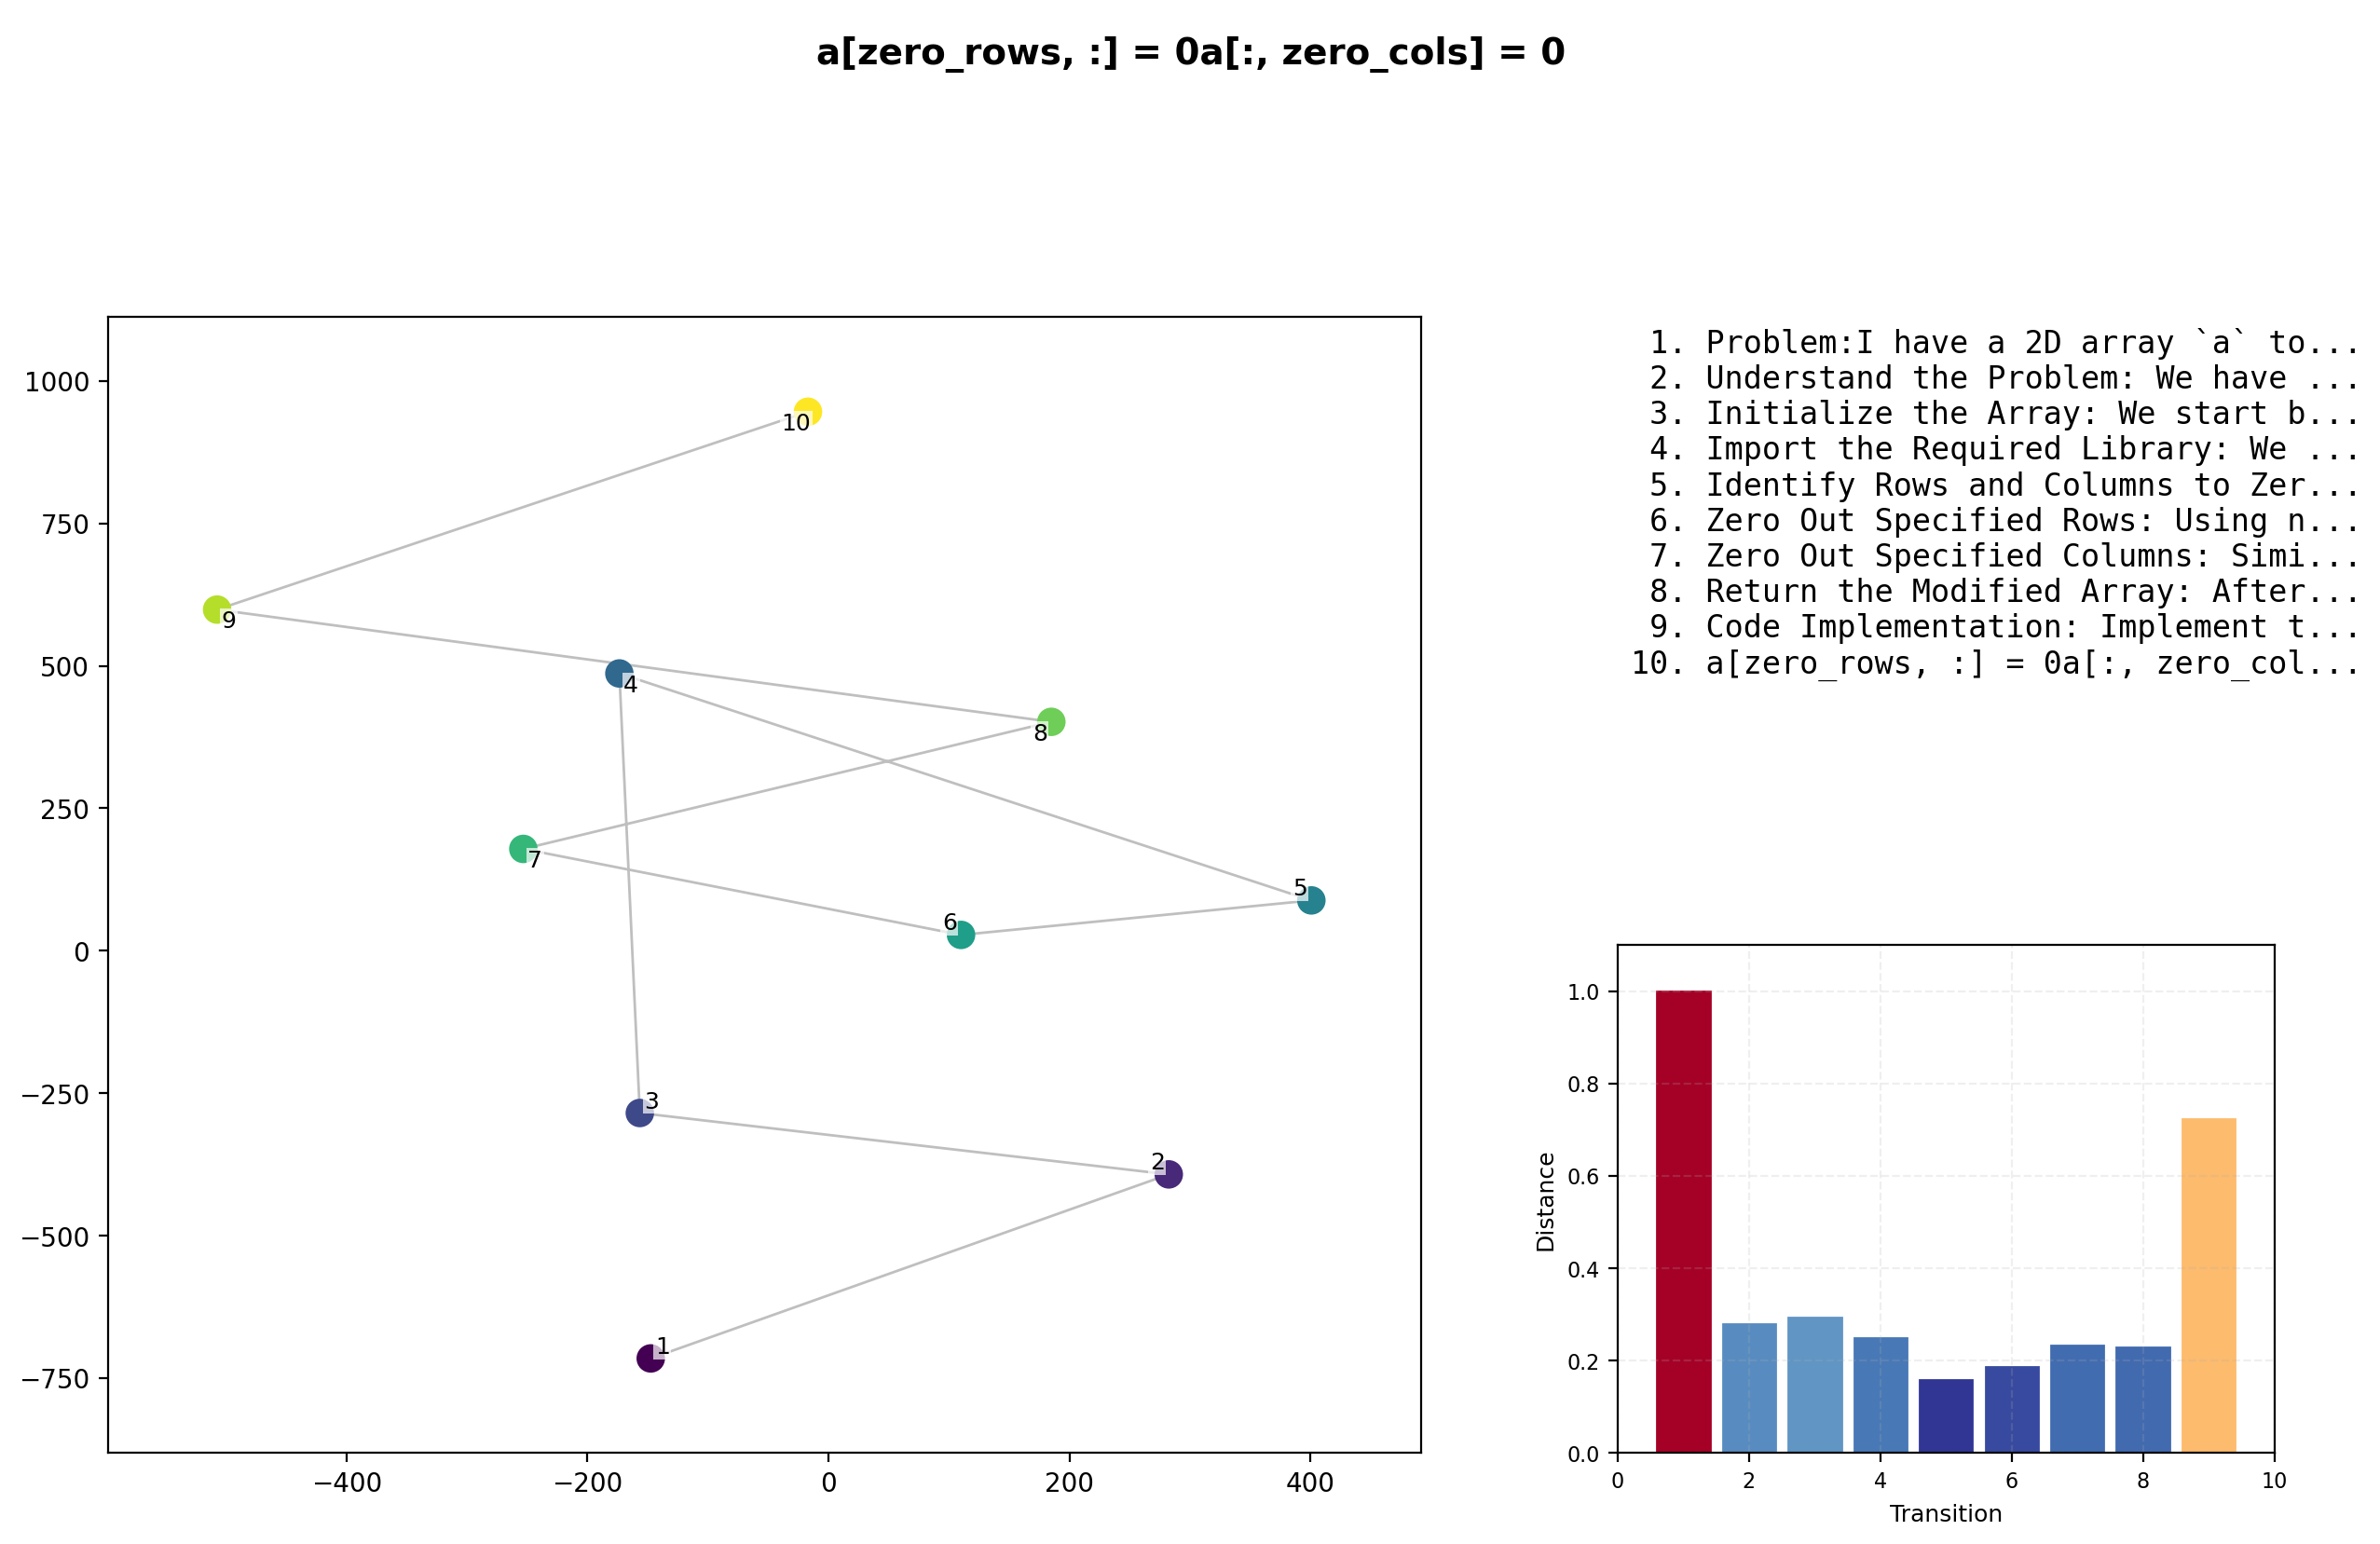 a[zero_rows, :] = 0a[:, zero_cols] = 0
1000
750
500
250
0
−250
−500
−750
−400
−200
0
200
400
10
9
4
8
7
5
6
3
2
1
1. Problem:I have a 2D array `a` to...
2. Understand the Problem: We have ...
3. Initialize the Array: We start b...
4. Import the Required Library: We ...
5. Identify Rows and Columns to Zer...
6. Zero Out Specified Rows: Using n...
7. Zero Out Specified Columns: Simi...
8. Return the Modified Array: After...
9. Code Implementation: Implement t...
10. a[zero_rows, :] = 0a[:, zero_col...
Distance
1.0
0.8
0.6
0.4
0.2
0.0
0
2
4
6
8
10
Transition